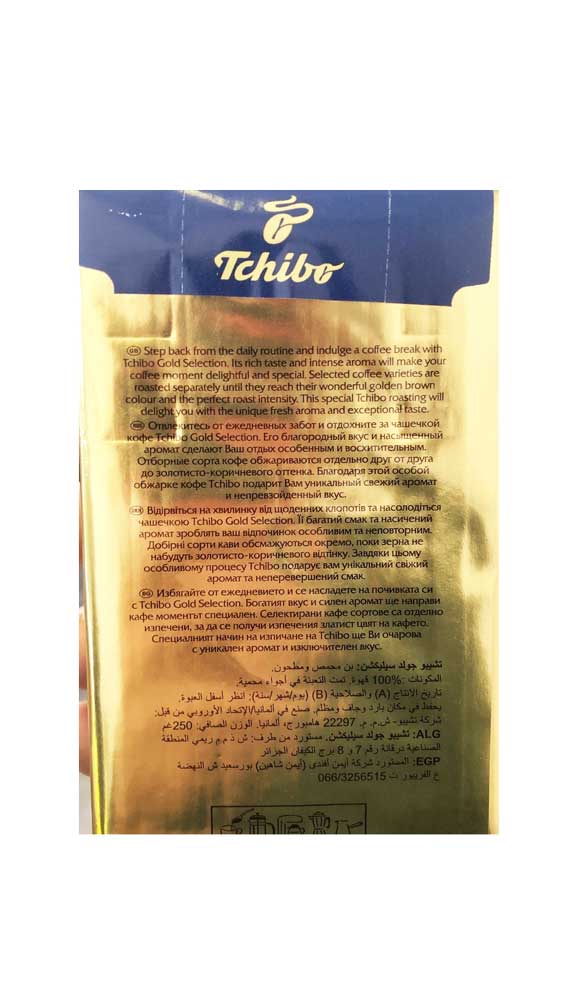 Tchibo
GB Step back from the daily routine and indulge a coffee break with
Tchibo Gold Selection. Its rich taste and intense aroma will make your
coffee moment delightful and special. Selected coffee varieties are
roasted separately until they reach their wonderful golden brown
colour and the perfect roast intensity. This special Tchibo roasting will
delight you with the unique fresh aroma and exceptional taste.
RUS Отвлекитесь от ежедневных забот и отдохните за чашечкой
кофе Tchibo Gold Selection. Его благородный вкус и насыщенный
аромат сделают Ваш отдых особенным и восхитительным.
Отборные сорта кофе обжариваются отдельно друг от друга
до золотисто-коричневого оттенка. Благодаря этой особой
обжарке кофе Tchibo подарит Вам уникальный свежий аромат
и непревзойденный вкус.
UKR Відірвіться на хвилинку від щоденних клопотів та насолодіться
чашечкою Tchibo Gold Selection. Її багатий смак та насичений
аромат зроблять ваш відпочинок особливим та неповторним.
Добірні сорти кави обсмажуються окремо, поки зерна не
набудуть золотисто-коричневого відтінку. Завдяки цьому
особливому процесу Tchibo подарує вам унікальний свіжий
аромат та неперевершений смак.
BG Избягайте от ежедневието и се насладете на почивката си
с Tchibo Gold Selection. Богатият вкус и силен аромат ще направи
кафе моментът специален. Селектирани кафе сортове са отделно
изпечени, за да се получи изпечения златист цвят на кафето.
Специалният начин на изпичане на Tchibo ще Ви очарова
с уникален аромат и изключителен вкус.
تشيبو جولد سيليكشن: بن محمص ومطحون.
المكونات :100% قهوة. تمت التعبئة في أجواء محمية.
تاريخ الانتاج (A) والصلاحية (B) (يوم/شهر/سنة): انظر أسفل العبوة.
يحفظ في مكان بارد وجاف ومظلم. صنع في ألمانيا/الإتحاد الأوروبي من قبل:
شركة تشيبو- ش.م.م. 22297 هامبورج، ألمانيا. الوزن الصافي: 250غم
ALG: تشيبو جولد سيليكشن. مستورد من طرف: ش ذ م.م ريمي المنطقة
الصناعية درقانة رقم 7 و 8 برج الكيفان الجزائر
EGP: المستورد شركة أيمن أفندى (أيمن شاهين) بورسعيد ش النهضة
ع الفريبور ت 066/3256515